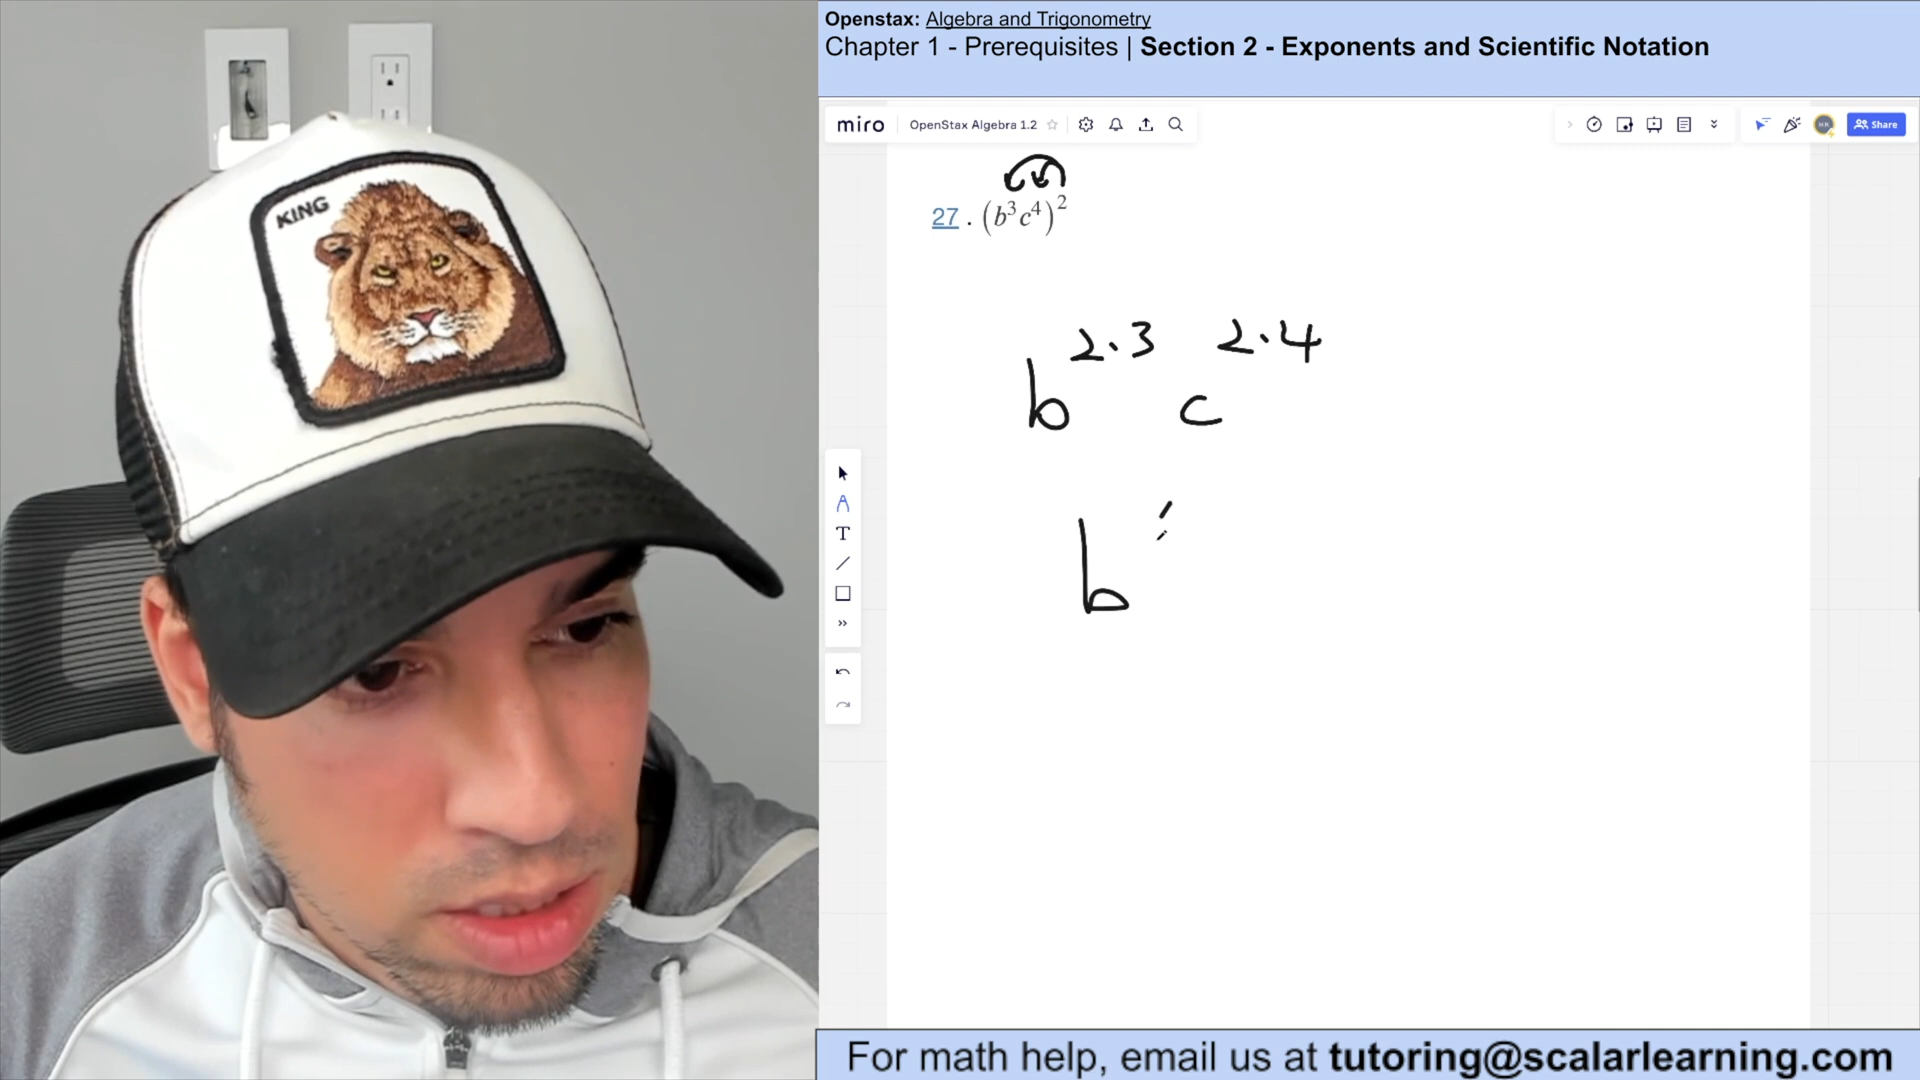 Openstax: Algebra and Trigonometry
Chapter 1 - Prerequisites | Section 2 - Exponents and Scientific Notation
miro OpenStax Algebra 1.2 Share
KING
27 . (b³c⁴)²
2·3 2·4
b c
b
T
For math help, email us at tutoring@scalarlearning.com